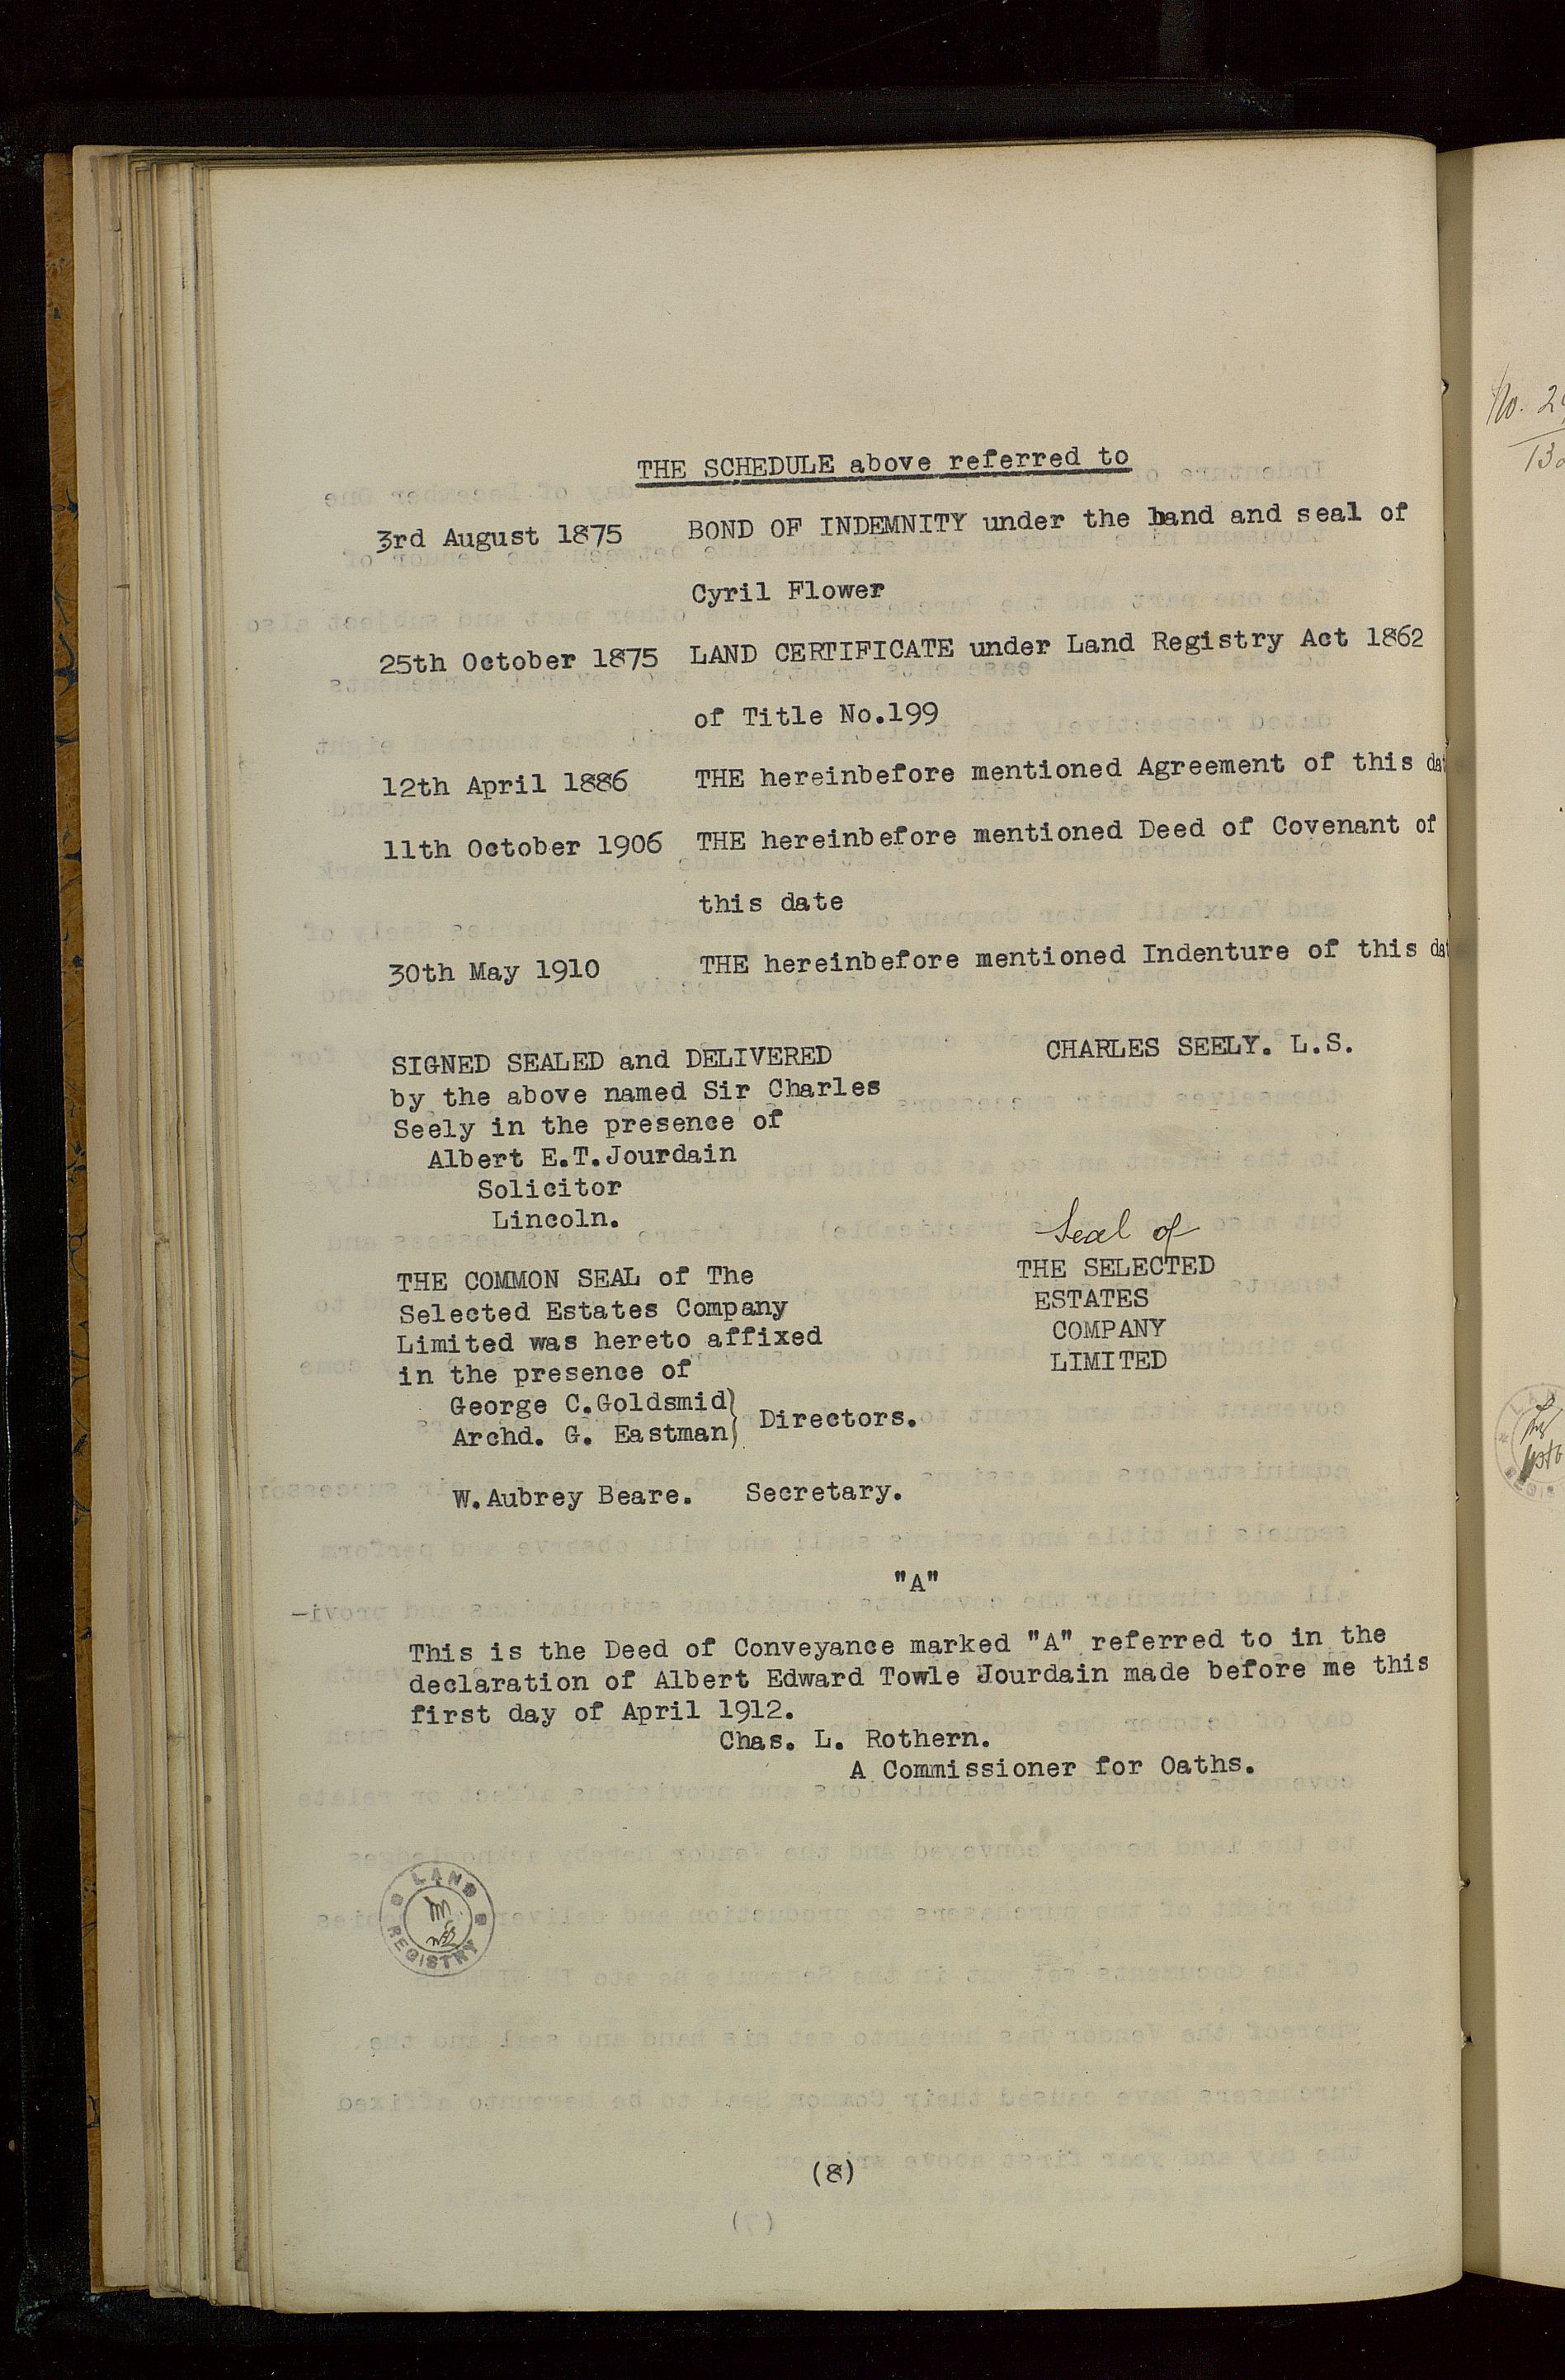 THE SCHEDULE above referred to
3rd August 1875 BOND OF INDEMNITY under the hand and seal of
Cyril Flower
25th October 1875 LAND CERTIFICATE under Land Registry Act 1862
of Title No.199
12th April 1886 THE hereinbefore mentioned Agreement of this dat
11th October 1906 THE hereinbefore mentioned Deed of Covenant of
this date
30th May 1910 THE hereinbefore mentioned Indenture of this dat
SIGNED SEALED and DELIVERED
by the above named Sir Charles
Seely in the presence of
Albert E.T.Jourdain
Solicitor
Lincoln.
CHARLES SEELY. L.S.
THE COMMON SEAL of The
Selected Estates Company
Limited was hereto affixed
in the presence of
George C.Goldsmid
Archd. G. Eastman } Directors.
W.Aubrey Beare. Secretary.
Seal of
THE SELECTED
ESTATES
COMPANY
LIMITED
"A"
This is the Deed of Conveyance marked "A" referred to in the
declaration of Albert Edward Towle Jourdain made before me this
first day of April 1912.
Chas. L. Rothern.
A Commissioner for Oaths.
LAND REGISTRY
(8)
No. 2